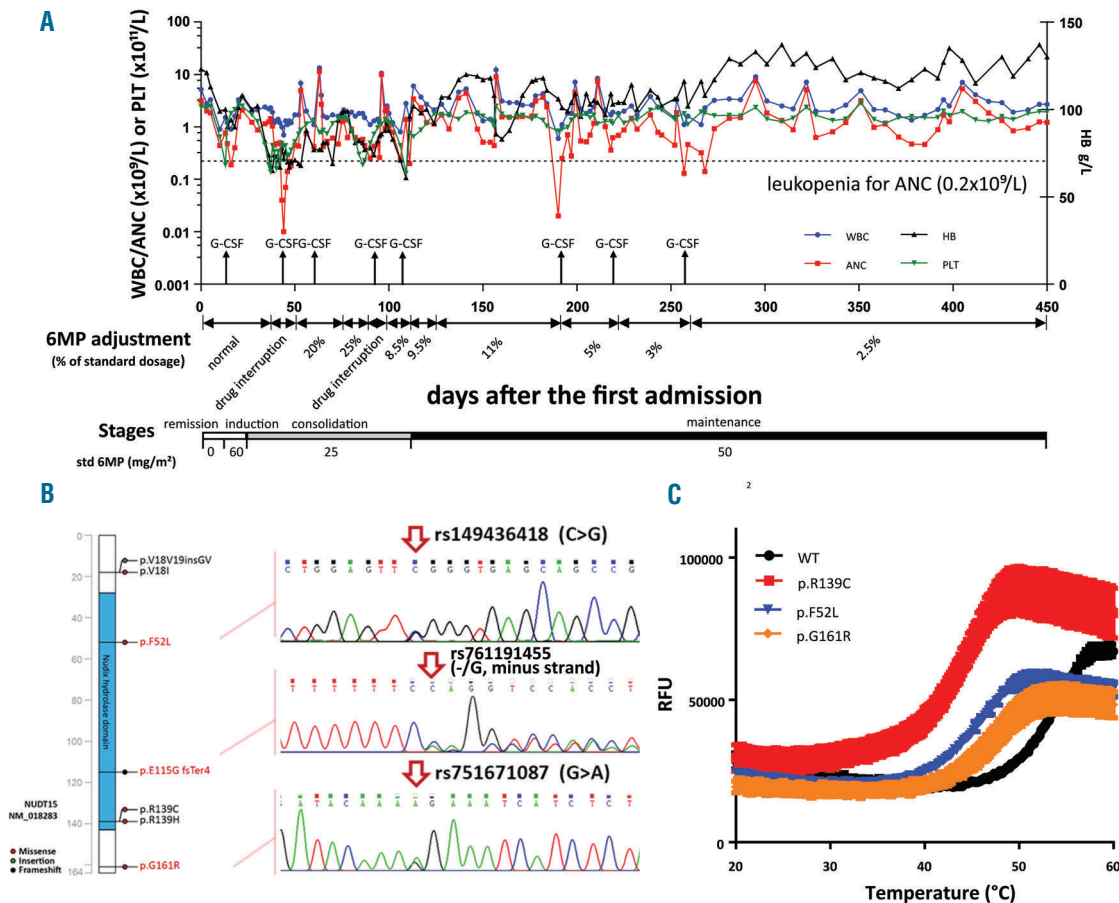 A
WBC/ANC (x10⁹/L) or PLT (x10¹¹/L)
100
10
1
0.1
0.01
0.001
150
100
50
0
HB g/L
leukopenia for ANC (0.2x10⁹/L)
WBC
HB
ANC
PLT
G-CSF G-CSF G-CSF G-CSF G-CSF G-CSF G-CSF G-CSF
0 50 100 150 200 250 300 350 400 450
6MP adjustment
(% of standard dosage)
normal
drug interruption
20%
25%
drug interruption
8.5%
9.5%
11%
5%
3%
2.5%
days after the first admission
Stages
remission induction consolidation maintenance
std 6MP (mg/m²)
0 60 25 50
B
0
20
40
60
80
100
120
140
164
Nudix hydrolase domain
p.V18V19insGV
p.V18I
p.F52L
p.E115G fsTer4
p.R139C
p.R139H
p.G161R
NUDT15
NM_018283
Missense
Insertion
Frameshift
rs149436418 (C>G)
C T G G A G T T C G G G T G A G C A G C C G
rs761191455
(-/G, minus strand)
T T T T T T C C A G G T C C A C C T
rs751671087 (G>A)
A T A C A A A A G A A A T C A T C T C T
C
2
RFU
100000
50000
0
WT
p.R139C
p.F52L
p.G161R
20 30 40 50 60
Temperature (°C)